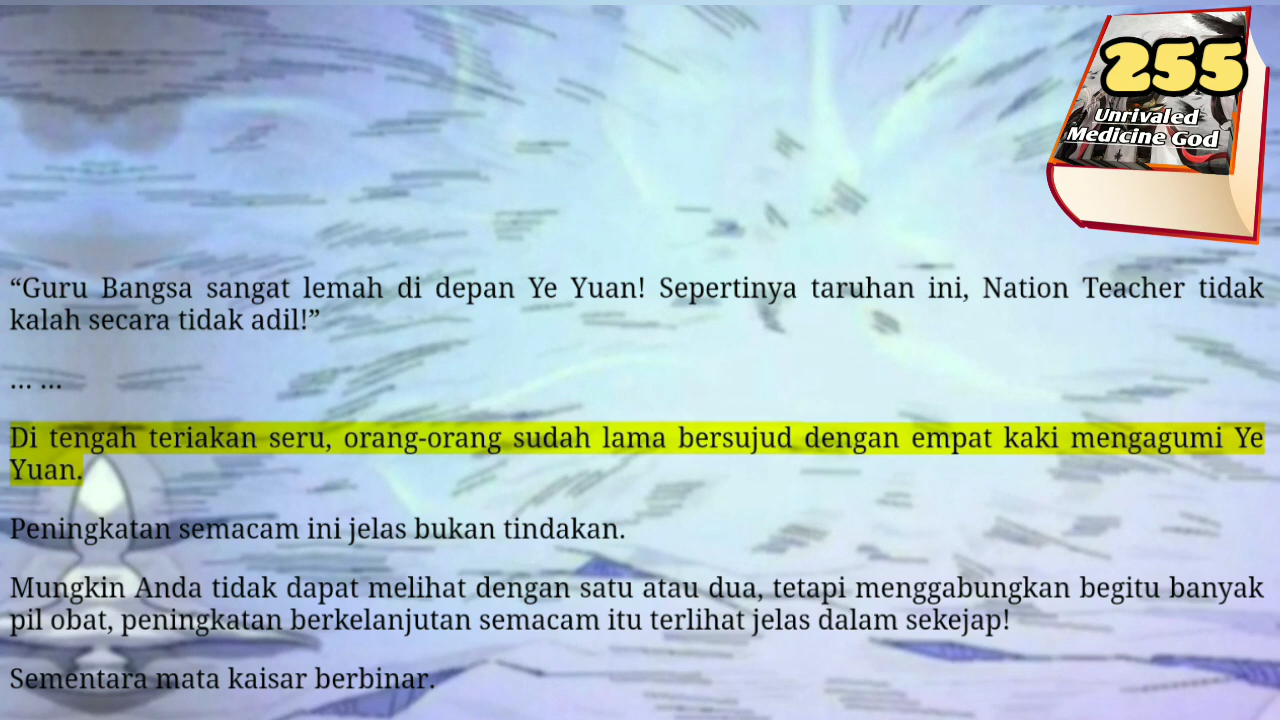 255
Unrivaled
Medicine God
“Guru Bangsa sangat lemah di depan Ye Yuan! Sepertinya taruhan ini, Nation Teacher tidak
kalah secara tidak adil!”
... ...
Di tengah teriakan seru, orang-orang sudah lama bersujud dengan empat kaki mengagumi Ye
Yuan.
Peningkatan semacam ini jelas bukan tindakan.
Mungkin Anda tidak dapat melihat dengan satu atau dua, tetapi menggabungkan begitu banyak
pil obat, peningkatan berkelanjutan semacam itu terlihat jelas dalam sekejap!
Sementara mata kaisar berbinar.